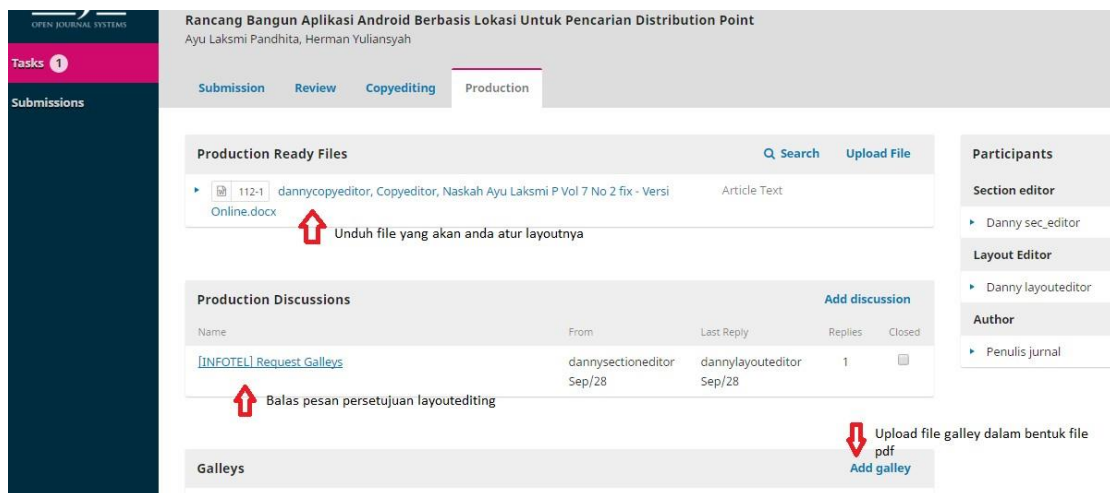 OPEN JOURNAL SYSTEMS
Tasks 1
Submissions
Rancang Bangun Aplikasi Android Berbasis Lokasi Untuk Pencarian Distribution Point
Ayu Laksmi Pandhita, Herman Yuliansyah
Submission Review Copyediting Production
Production Ready Files Search Upload File
112-1 dannycopyeditor, Copyeditor, Naskah Ayu Laksmi P Vol 7 No 2 fix - Versi Article Text
Online.docx
Unduh file yang akan anda atur layoutnya
Production Discussions Add discussion
Name From Last Reply Replies Closed
[INFOTEL] Request Galleys dannysectioneditor dannylayouteditor 1
Sep/28 Sep/28
Balas pesan persetujuan layoutediting
Upload file galley dalam bentuk file
pdf
Galleys Add galley
Participants
Section editor
Danny sec_editor
Layout Editor
Danny layouteditor
Author
Penulis jurnal